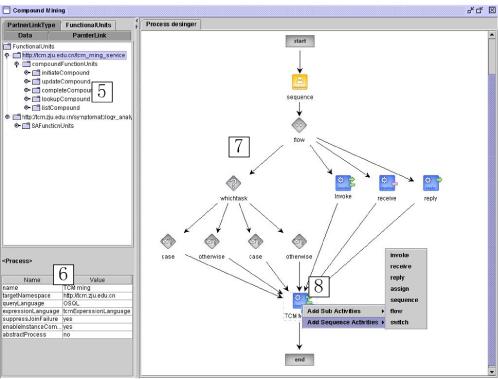 Compound Mining
PartnerLinkType FunctionalUnits
Data ParnterLink
FunctionalUnits
http://tcm.zju.edu.cn/tcm_ming_service
compoundFunctionUnits
initiateCompound
updateCompound
completeCompound
lookupCompound
listCompound
5
http://tcm.zju.edu.cn/symptomatology_analy
SAFunctionUnits
<Process>
6
Name Value
name TCM ming
targetNamespace http://tcm.zju.edu.cn
queryLanguage OSQL
expressionLanguage tcmExperssionLanguage
suppressJoinFailure yes
enableInstanceCom... yes
abstractProcess no
Process desinger
start
sequence
flow
7
whichtask
invoke
receive
reply
case
otherwise
case
otherwise
8
TCM M
Add Sub Activities
Add Sequence Activities
invoke
receive
reply
assign
sequence
flow
switch
end